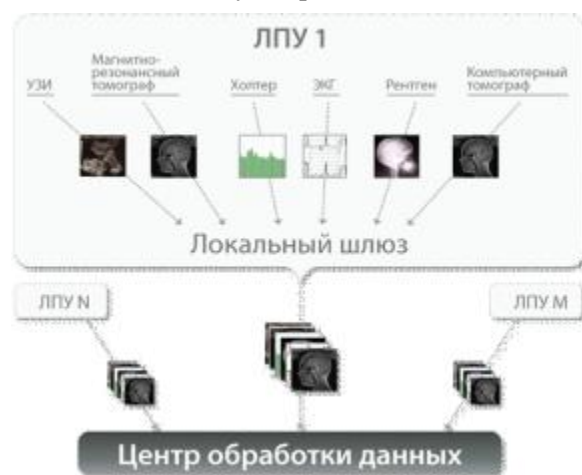 ЛПУ 1
УЗИ
Магнитно-
резонансный
томограф
Холтер
ЭКГ
Рентген
Компьютерный
томограф
Локальный шлюз
ЛПУ N
ЛПУ M
Центр обработки данных